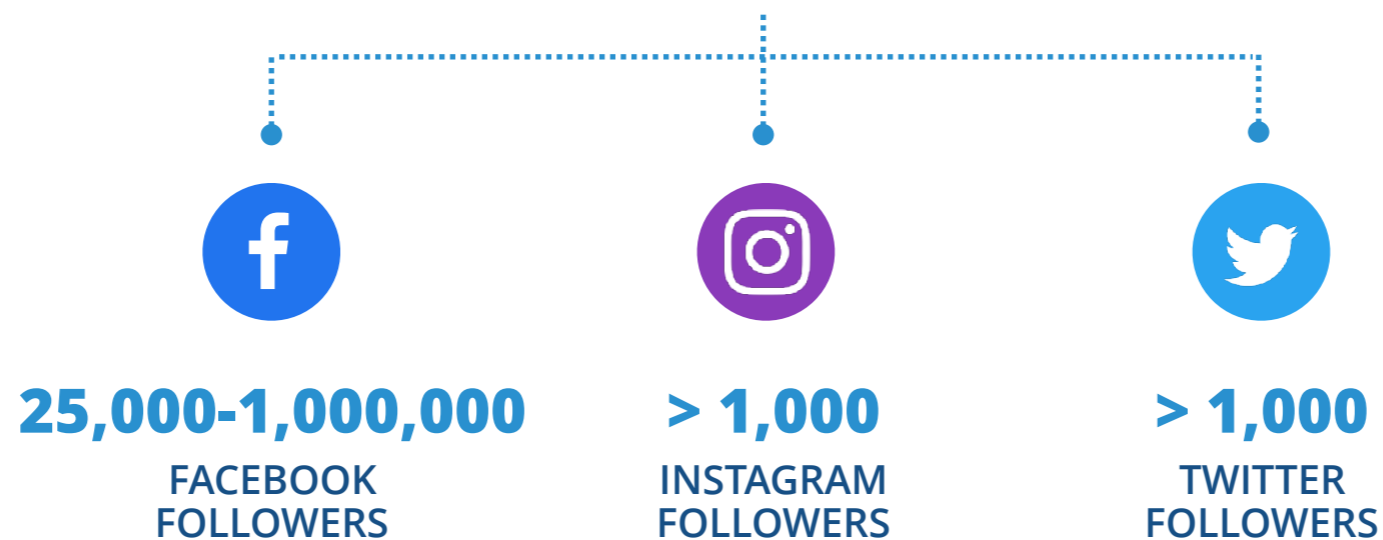 25,000-1,000,000
FACEBOOK
FOLLOWERS
> 1,000
INSTAGRAM
FOLLOWERS
> 1,000
TWITTER
FOLLOWERS